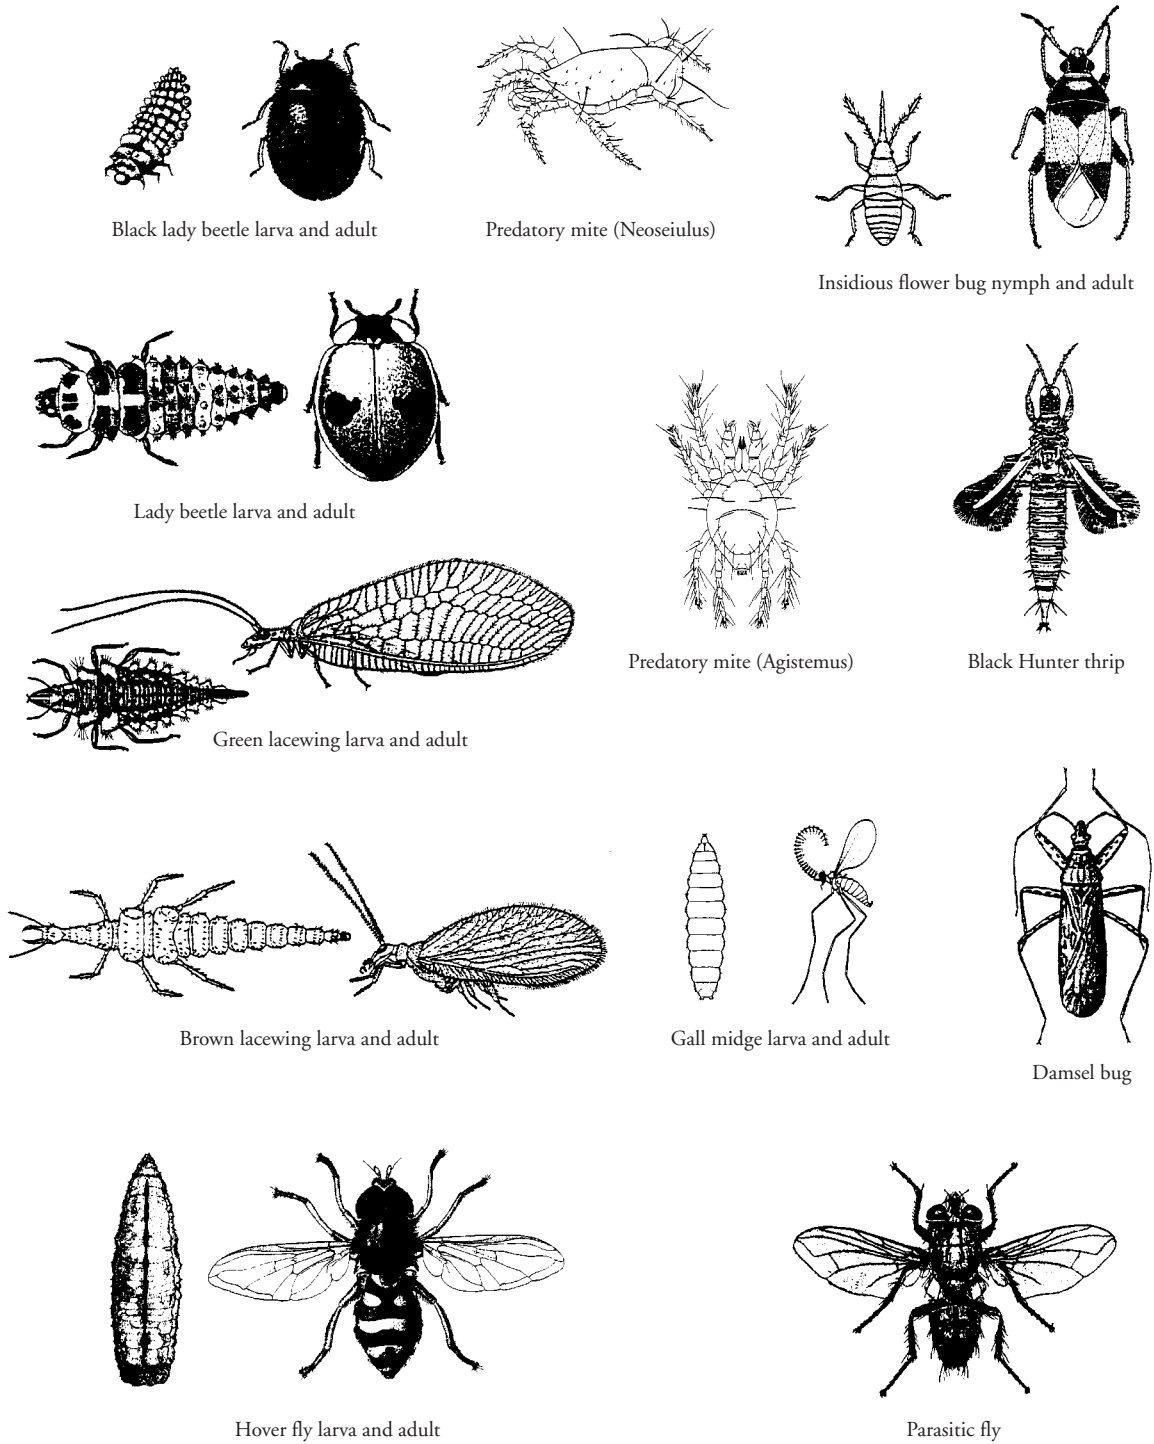 Black lady beetle larva and adult
Predatory mite (Neoseiulus)
Insidious flower bug nymph and adult
Lady beetle larva and adult
Predatory mite (Agistemus)
Black Hunter thrip
Green lacewing larva and adult
Brown lacewing larva and adult
Gall midge larva and adult
Damsel bug
Hover fly larva and adult
Parasitic fly